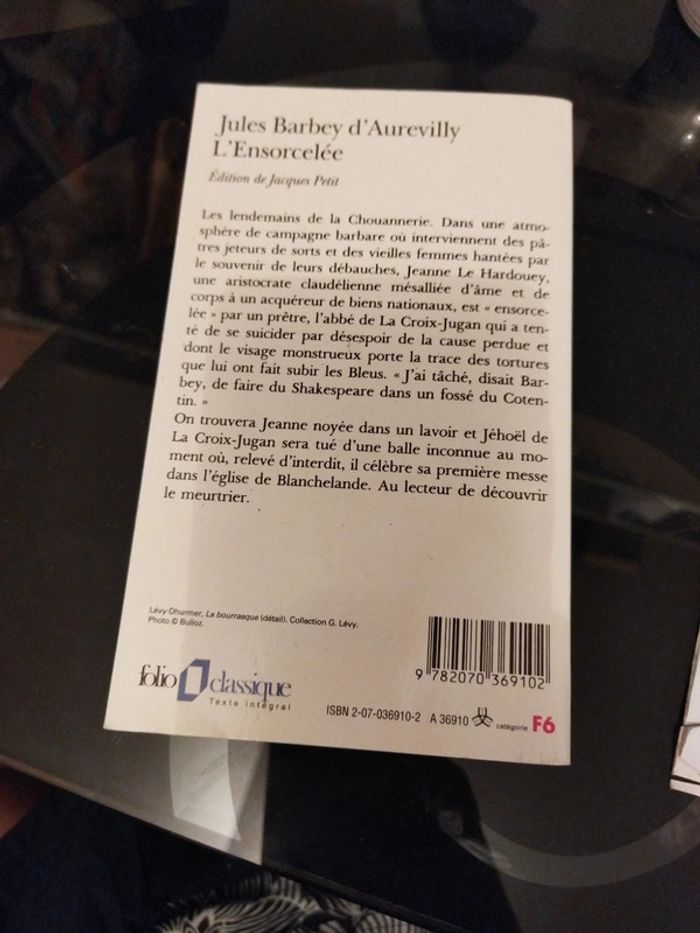 Jules Barbey d'Aurevilly
L'Ensorcelée
Édition de Jacques Petit
Les lendemains de la Chouannerie. Dans une atmo-
sphère de campagne barbare où interviennent des pâ-
tres jeteurs de sorts et des vieilles femmes hantées par
le souvenir de leurs débauches, Jeanne Le Hardouey,
une aristocrate claudélienne mésalliée d'âme et de
corps à un acquéreur de biens nationaux, est « ensorce-
lée » par un prêtre, l'abbé de La Croix-Jugan qui a ten-
té de se suicider par désespoir de la cause perdue et
dont le visage monstrueux porte la trace des tortures
que lui ont fait subir les Bleus. « J'ai tâché, disait Bar-
bey, de faire du Shakespeare dans un fossé du Coten-
tin. »
On trouvera Jeanne noyée dans un lavoir et Jéhoël de
La Croix-Jugan sera tué d'une balle inconnue au mo-
ment où, relevé d'interdit, il célèbre sa première messe
dans l'église de Blanchelande. Au lecteur de découvrir
le meurtrier.
Lévy-Dhurmer, La bourrasque (détail). Collection G. Lévy.
Photo © Bulloz.
folio classique
Texte intégral
9 782070 369102
ISBN 2-07-036910-2 A 36910 catégorie F6